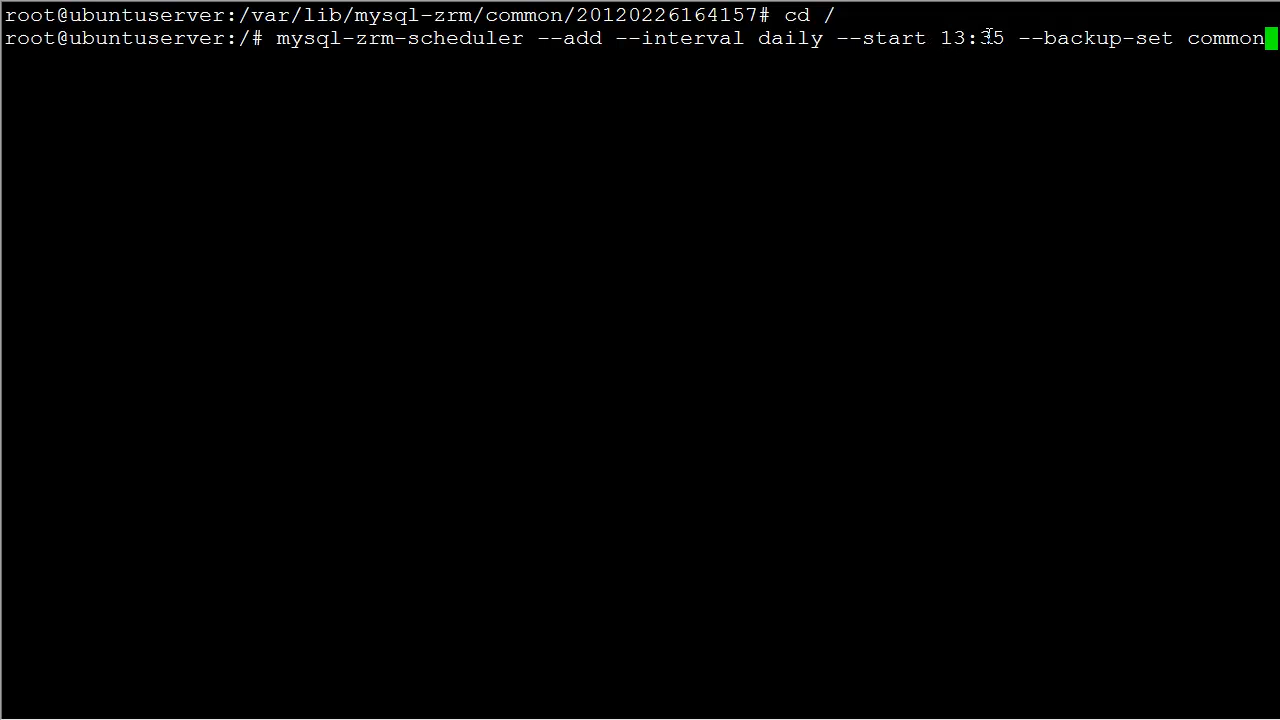 root@ubuntuserver:/var/lib/mysql-zrm/common/20120226164157# cd /
root@ubuntuserver:/# mysql-zrm-scheduler --add --interval daily --start 13:35 --backup-set common